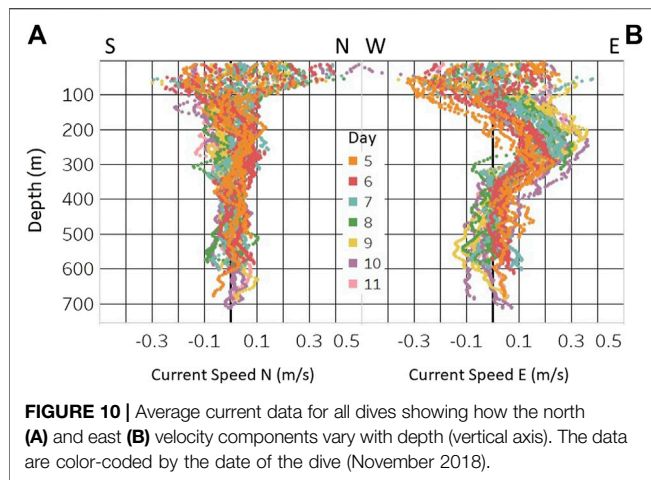 A
S
N W
E
B
100
200
300
400
500
600
700
Depth (m)
Day
5
6
7
8
9
10
11
-0.3 -0.1 0.1 0.3 0.5 -0.3 -0.1 0.1 0.3 0.5
Current Speed N (m/s) Current Speed E (m/s)
FIGURE 10 | Average current data for all dives showing how the north
(A) and east (B) velocity components vary with depth (vertical axis). The data
are color-coded by the date of the dive (November 2018).